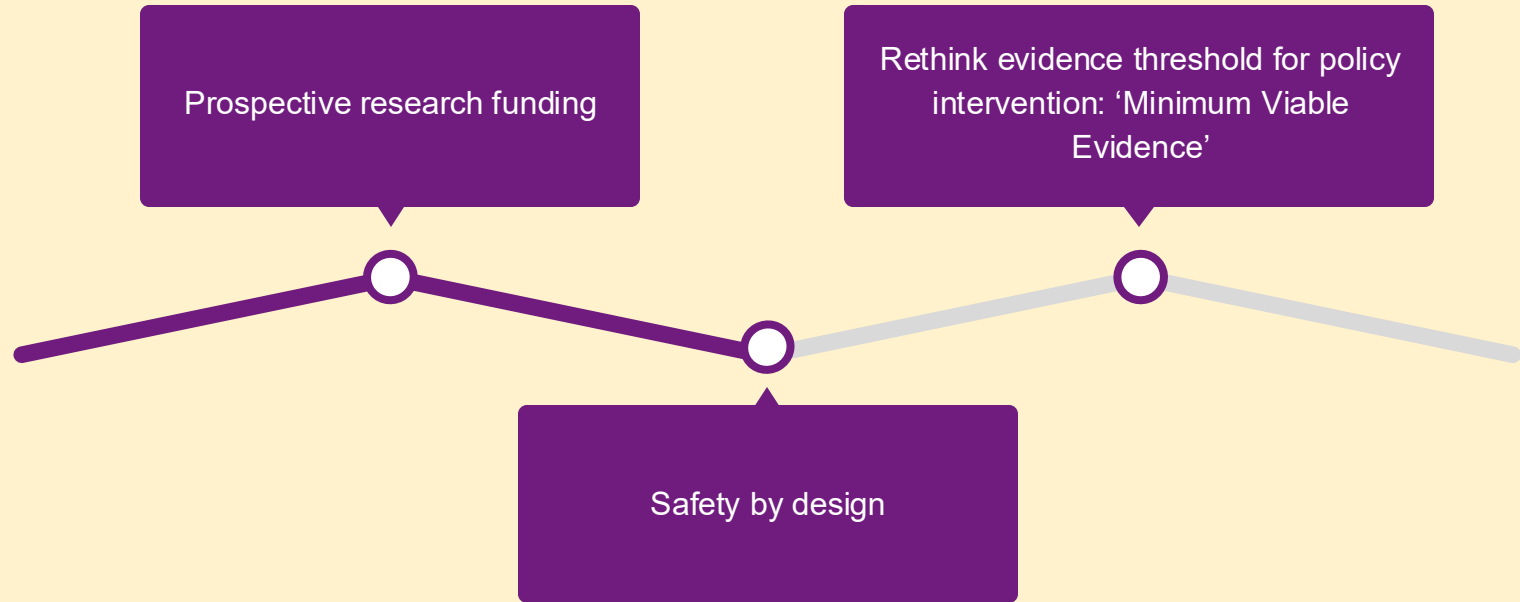 Prospective research funding
Rethink evidence threshold for policy
intervention: ‘Minimum Viable
Evidence’
Safety by design